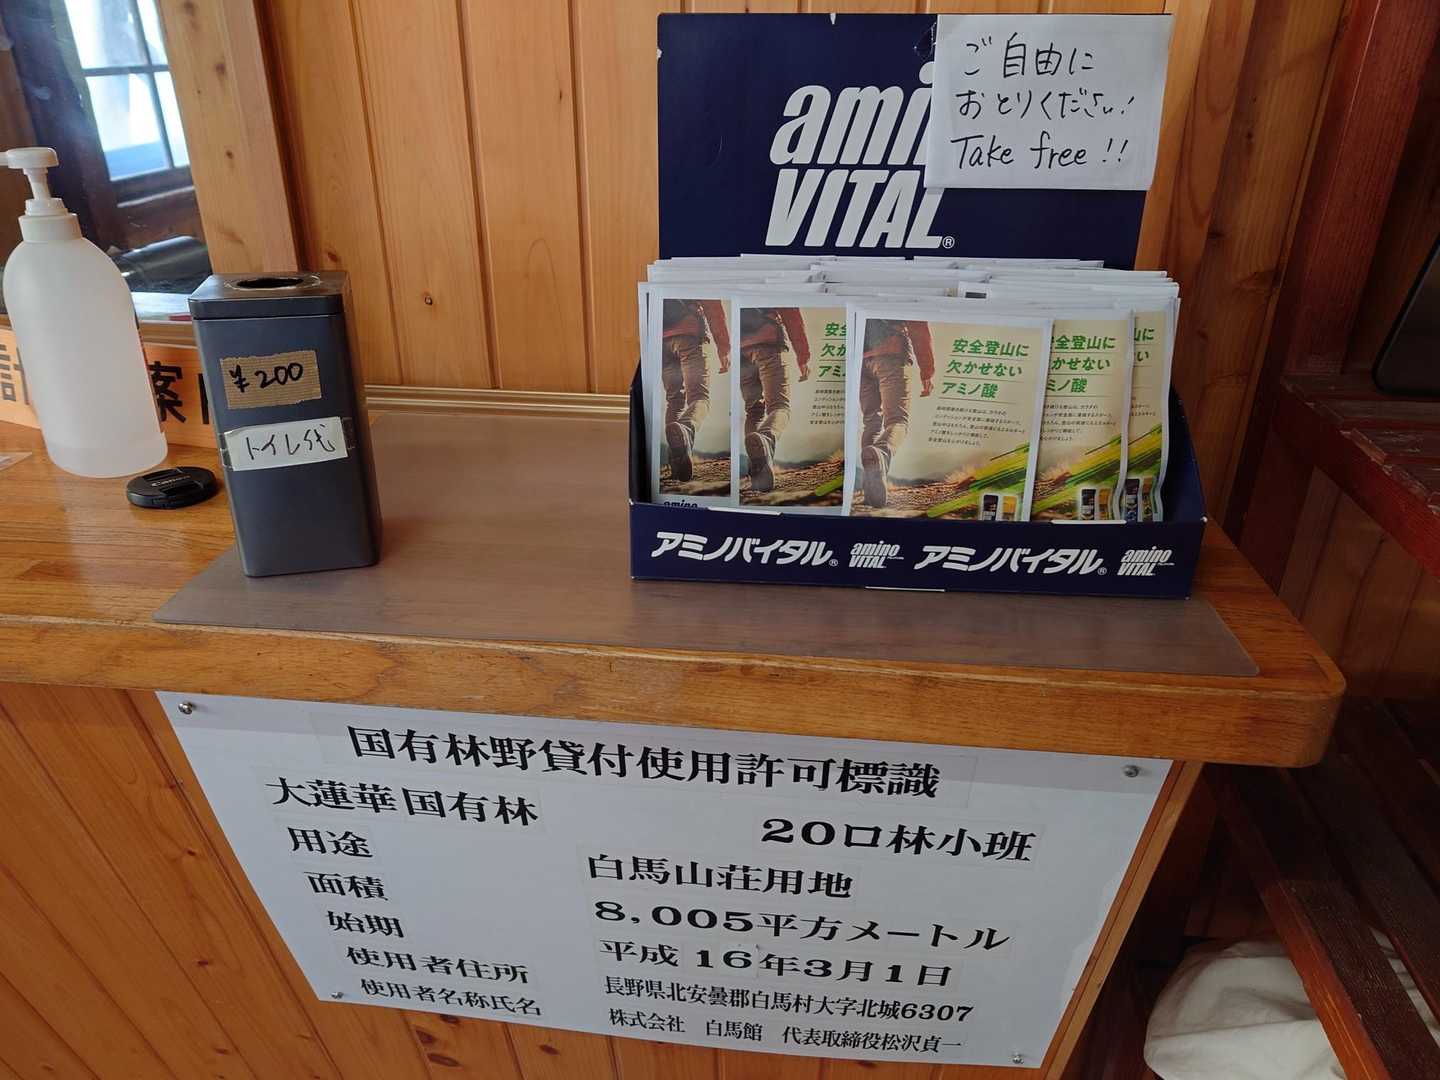 amino
VITAL®
ご自由に
おとりください!
Take free!!
¥200
トイレ代
Canon
案
安全登山に
欠かせない
アミノ酸
アミノバイタル® amino VITAL アミノバイタル® amino VITAL
国有林野貸付使用許可標識
大蓮華国有林 20ロ林小班
用途 白馬山荘用地
面積 8,005平方メートル
始期 平成16年3月1日
使用者住所 長野県北安曇郡白馬村大字北城6307
使用者名称氏名 株式会社 白馬館 代表取締役松沢貞一